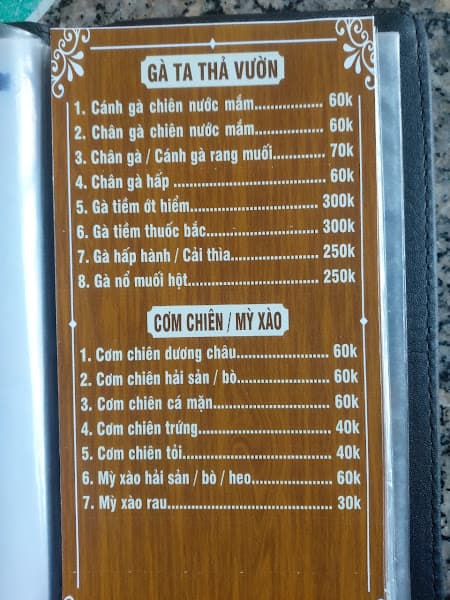 GÀ TA THẢ VƯỜN
1. Cánh gà chiên nước mắm.................. 60k
2. Chân gà chiên nước mắm.................. 60k
3. Chân gà / Cánh gà rang muối............. 70k
4. Chân gà hấp ........................................ 60k
5. Gà tiềm ớt hiểm................................. 300k
6. Gà tiềm thuốc bắc............................. 300k
7. Gà hấp hành / Cải thìa...................... 250k
8. Gà nổ muối hột.................................. 250k
CƠM CHIÊN / MỲ XÀO
1. Cơm chiên dương châu........................ 60k
2. Cơm chiên hải sản / bò........................ 60k
3. Cơm chiên cá mặn............................... 60k
4. Cơm chiên trứng.................................. 40k
5. Cơm chiên tỏi...................................... 40k
6. Mỳ xào hải sản / bò / heo.................... 60k
7. Mỳ xào rau........................................... 30k